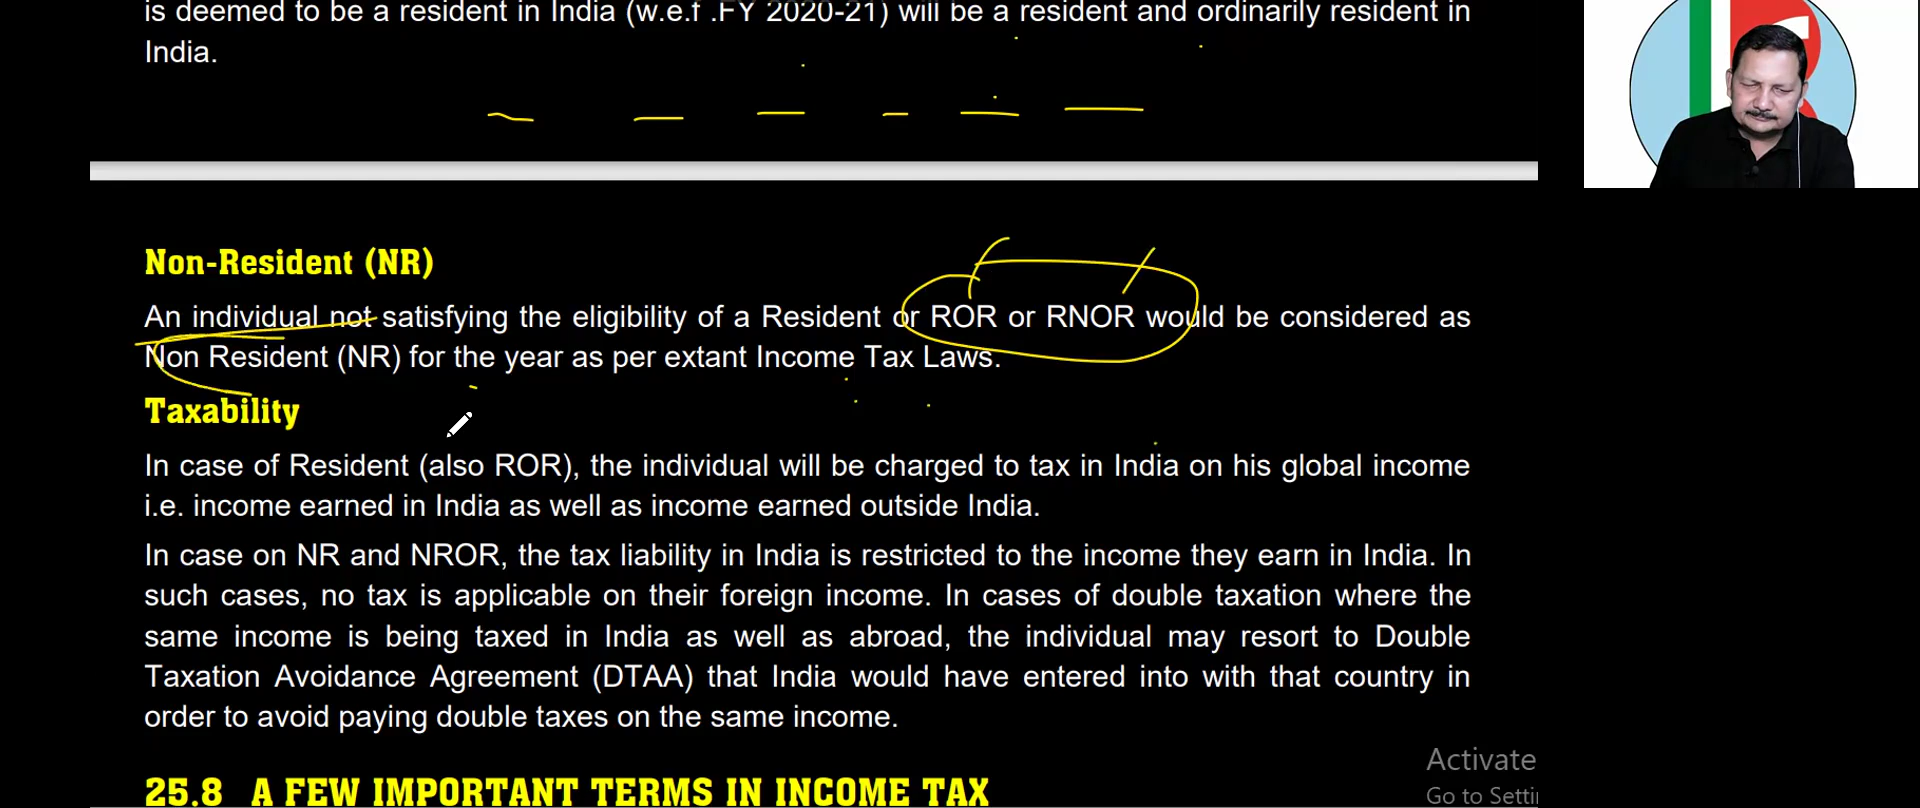 is deemed to be a resident in India (w.e.f .FY 2020-21) will be a resident and ordinarily resident in
India.
Non-Resident (NR)
An individual not satisfying the eligibility of a Resident or ROR or RNOR would be considered as
Non Resident (NR) for the year as per extant Income Tax Laws.
Taxability
In case of Resident (also ROR), the individual will be charged to tax in India on his global income
i.e. income earned in India as well as income earned outside India.
In case on NR and NROR, the tax liability in India is restricted to the income they earn in India. In
such cases, no tax is applicable on their foreign income. In cases of double taxation where the
same income is being taxed in India as well as abroad, the individual may resort to Double
Taxation Avoidance Agreement (DTAA) that India would have entered into with that country in
order to avoid paying double taxes on the same income.
25.8 A FEW IMPORTANT TERMS IN INCOME TAX
Activate
Go to Setti